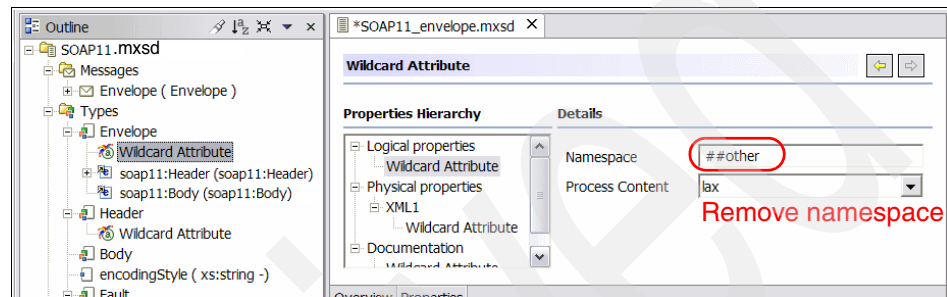 Outline
SOAP11.mxsd
Messages
Envelope ( Envelope )
Types
Envelope
Wildcard Attribute
soap11:Header (soap11:Header)
soap11:Body (soap11:Body)
Header
Wildcard Attribute
Body
encodingStyle ( xs:string -)
Fault
*SOAP11_envelope.mxsd
Wildcard Attribute
Properties Hierarchy
Logical properties
Wildcard Attribute
Physical properties
XML1
Wildcard Attribute
Documentation
Wildcard Attribute
Details
Namespace ##other
Process Content lax
Remove namespace
Overview Properties